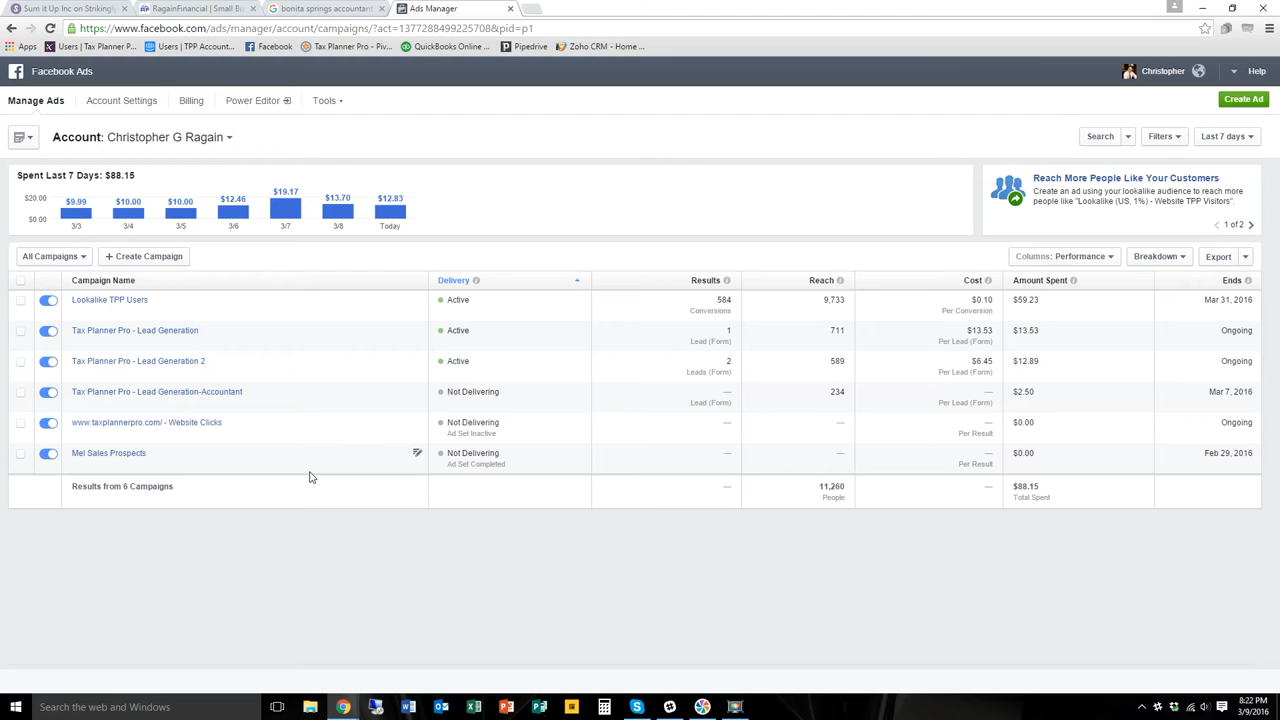 Sum it Up Inc on Strikingly
RagainFinancial | Small Bu
bonita springs accountant
Ads Manager
https://www.facebook.com/ads/manager/account/campaigns/?act=1377288499225708&pid=p1
Apps
Users | Tax Planner P...
Users | TPP Account...
Facebook
Tax Planner Pro - Piv...
QuickBooks Online ...
Pipedrive
Zoho CRM - Home ...
Facebook Ads
Christopher
Help
Manage Ads
Account Settings
Billing
Power Editor
Tools
Create Ad
Account: Christopher G Ragain
Search
Filters
Last 7 days
Spent Last 7 Days: $88.15
$20.00
$0.00
$9.99 $10.00 $10.00 $12.46 $19.17 $13.70 $12.83
3/3 3/4 3/5 3/6 3/7 3/8 Today
Reach More People Like Your Customers
Create an ad using your lookalike audience to reach more
people like "Lookalike (US, 1%) - Website TPP Visitors".
1 of 2
All Campaigns
+ Create Campaign
Columns: Performance
Breakdown
Export
Campaign Name Delivery Results Reach Cost Amount Spent Ends
Lookalike TPP Users Active 584 9,733 $0.10 $59.23 Mar 31, 2016
Conversions Per Conversion
Tax Planner Pro - Lead Generation Active 1 711 $13.53 $13.53 Ongoing
Lead (Form) Per Lead (Form)
Tax Planner Pro - Lead Generation 2 Active 2 589 $6.45 $12.89 Ongoing
Leads (Form) Per Lead (Form)
Tax Planner Pro - Lead Generation-Accountant Not Delivering — 234 — $2.50 Mar 7, 2016
Lead (Form) Per Lead (Form)
www.taxplannerpro.com/ - Website Clicks Not Delivering — — — $0.00 Ongoing
Ad Set Inactive Per Result
Mel Sales Prospects Not Delivering — — — $0.00 Feb 29, 2016
Ad Set Completed Per Result
Results from 6 Campaigns — 11,260 — $88.15
People Total Spent
Search the web and Windows
8:22 PM
3/9/2016